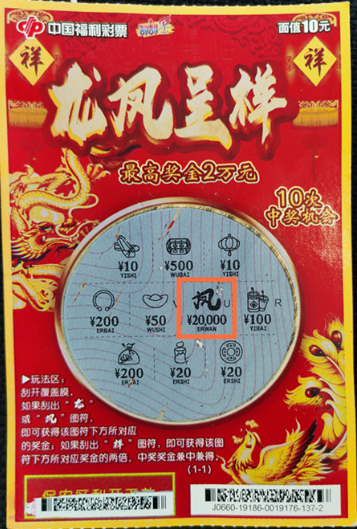 中国福利彩票
面值10元
祥
祥
龙凤呈祥
最高奖金2万元
10次
中奖机会
¥10
YISHI
¥500
WUBAI
¥10
YISHI
¥200
ERBAI
¥50
WUSHI
凤
¥20,000
ERWAN
¥100
YIBAI
¥200
ERBAI
¥20
ERSHI
¥20
ERSHI
▶玩法区：
刮开覆盖膜，
如果刮出“龙”
或“凤”图符，
即可获得该图符下方所对应
的奖金；如果刮出“祥”图符，即可获得该图
符下方所对应奖金的两倍，中奖奖金兼中兼得。
(1-1)
J0660-19186-0019176-137-2